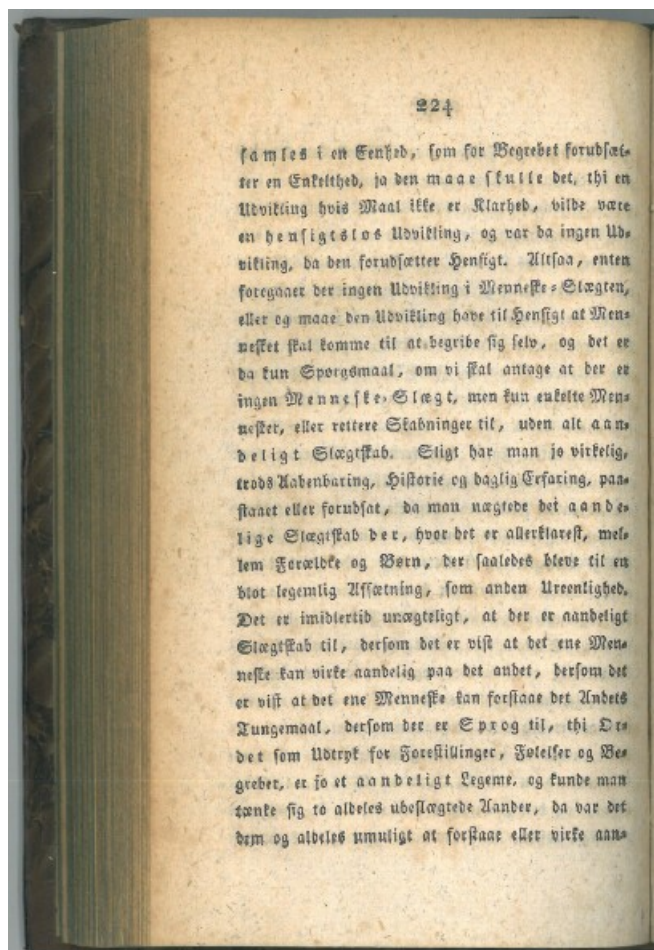 224
samles i en Eenhed, som for Begrebet forudsæt-
ter en Enkelthed, ja den maae skulle det, thi en
Udvikling hvis Maal ikke er Klarhed, vilde være
en hensigtsløs Udvikling, og var da ingen Ud-
vikling, da den forudsætter Hensigt. Altsaa, enten
foregaaer der ingen Udvikling i Menneske-Slægten,
eller og maae den Udvikling have til Hensigt at Men-
nesket skal komme til at begribe sig selv, og det er
da kun Spørgsmaal, om vi skal antage at der er
ingen Menneske-Slægt, men kun enkelte Men-
nesker, eller rettere Skabninger til, uden alt aan-
deligt Slægtskab. Sligt har man jo virkelig,
trods Aabenbaring, Historie og daglig Erfaring, paa-
staaet eller forudsat, da man nægtede det aande-
lige Slægtskab der, hvor det er allerklarest, mel-
lem Forældre og Børn, der saaledes bleve til en
blot legemlig Afsætning, som anden Ureenlighed.
Det er imidlertid unægteligt, at der er aandeligt
Slægtskab til, dersom det er vist at det ene Men-
neske kan virke aandelig paa det andet, dersom det
er vist at det ene Menneske kan forstaae det Andets
Tungemaal, dersom der er Sprog til, thi Or-
det som Udtryk for Forestillinger, Følelser og Be-
greber, er jo et aandeligt Legeme, og kunde man
tænke sig to aldeles ubeslægtede Aander, da var det
dem og aldeles umuligt at forstaae eller virke aan-